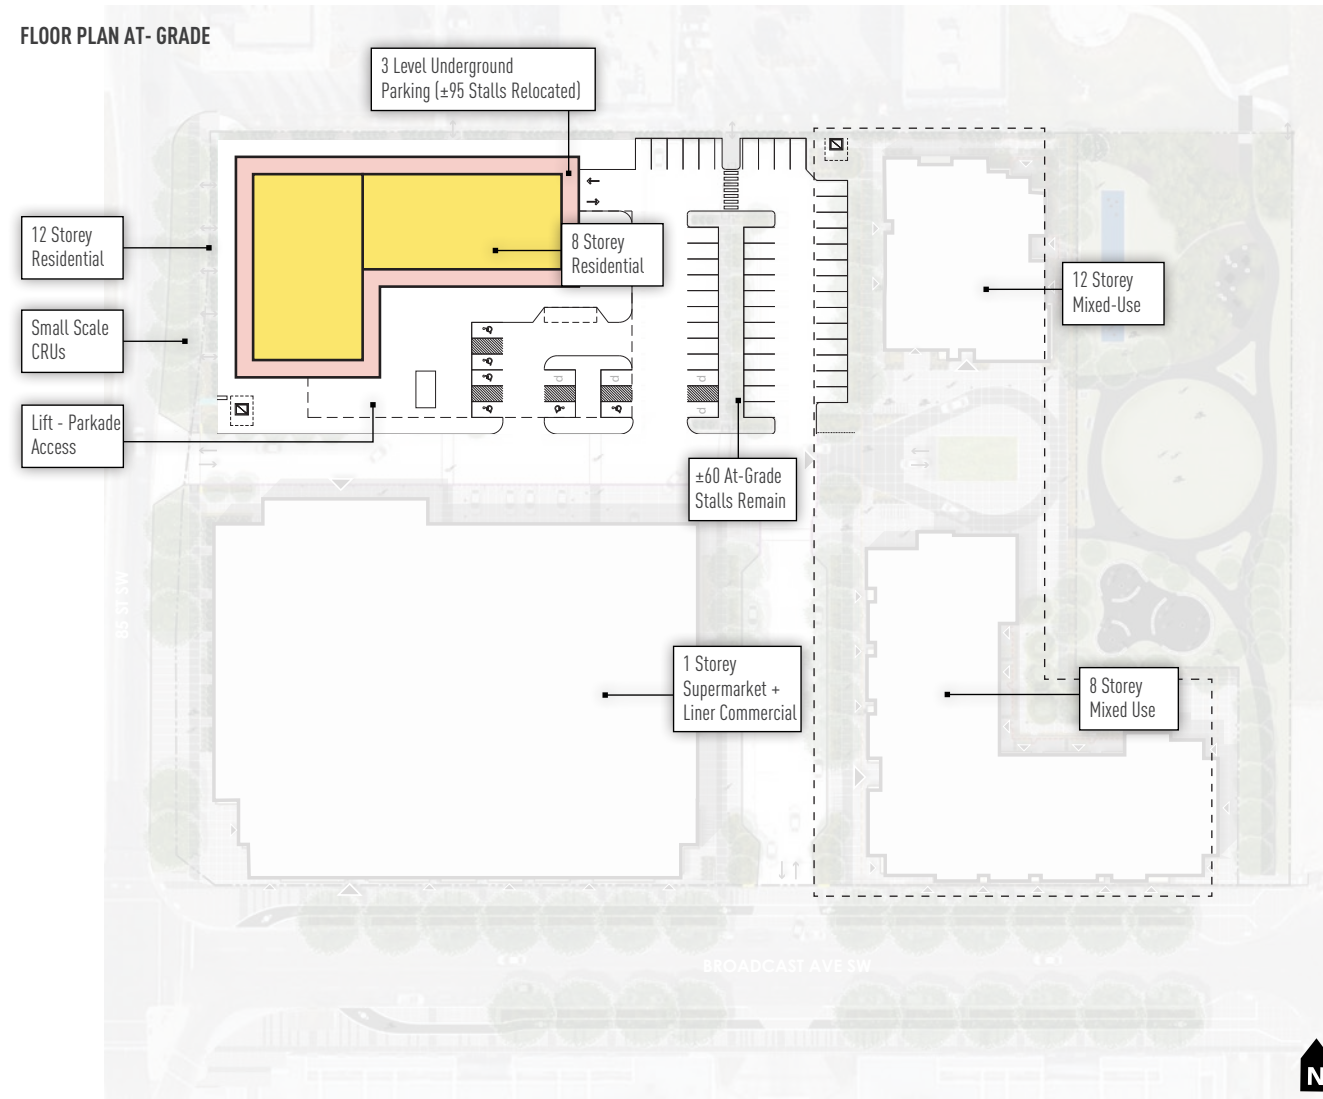 FLOOR PLAN AT- GRADE
3 Level Underground
Parking (±95 Stalls Relocated)
12 Storey
Residential
8 Storey
Residential
12 Storey
Mixed-Use
Small Scale
CRUs
Lift - Parkade
Access
±60 At-Grade
Stalls Remain
85 ST SW
1 Storey
Supermarket +
Liner Commercial
8 Storey
Mixed Use
BROADCAST AVE SW
N